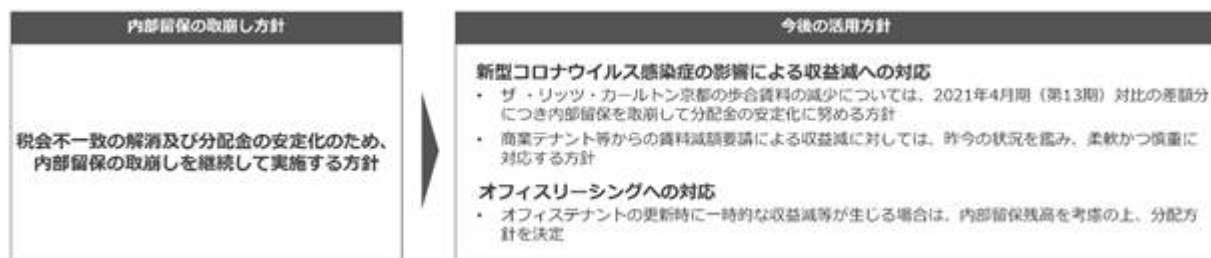 内部留保の取崩し方針
税会不一致の解消及び分配金の安定化のため、
内部留保の取崩しを継続して実施する方針
今後の活用方針
新型コロナウイルス感染症の影響による収益減への対応
・ ザ・リッツ・カールトン京都の歩合賃料の減少については、2021年4月期（第13期）対比の差額分
につき内部留保を取崩して分配金の安定化に努める方針
・ 商業テナント等からの賃料減額要請による収益減に対しては、昨今の状況を鑑み、柔軟かつ慎重に
対応する方針
オフィスリーシングへの対応
・ オフィステナントの更新時に一時的な収益減等が生じる場合は、内部留保残高を考慮の上、分配方
針を決定